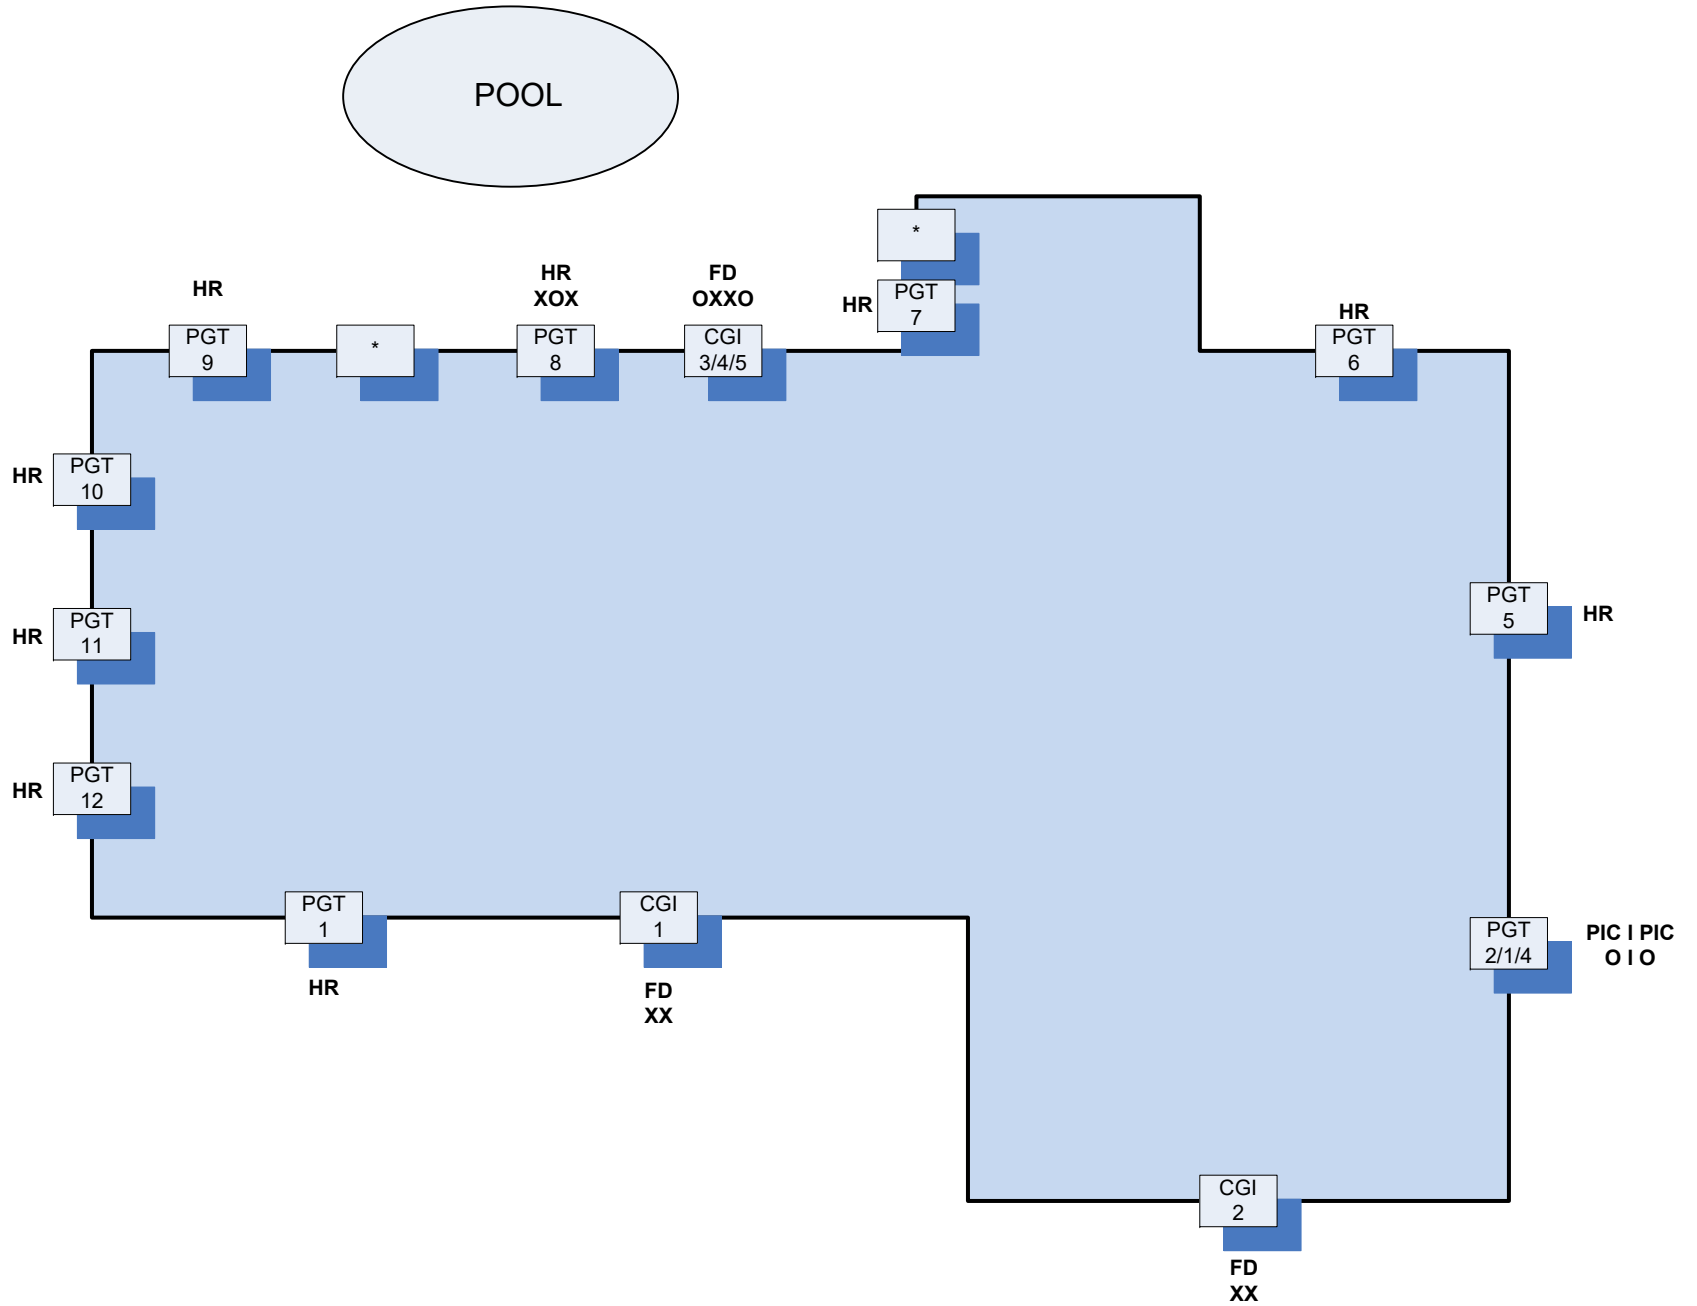 POOL
*
HR
HR
XOX
FD
OXXO
HR
PGT
7
HR
PGT
9
*
PGT
8
CGI
3/4/5
PGT
6
HR
PGT
10
PGT
5
HR
HR
PGT
11
HR
PGT
12
PGT
1
HR
CGI
1
FD
XX
PGT
2/1/4
PIC I PIC
O I O
CGI
2
FD
XX